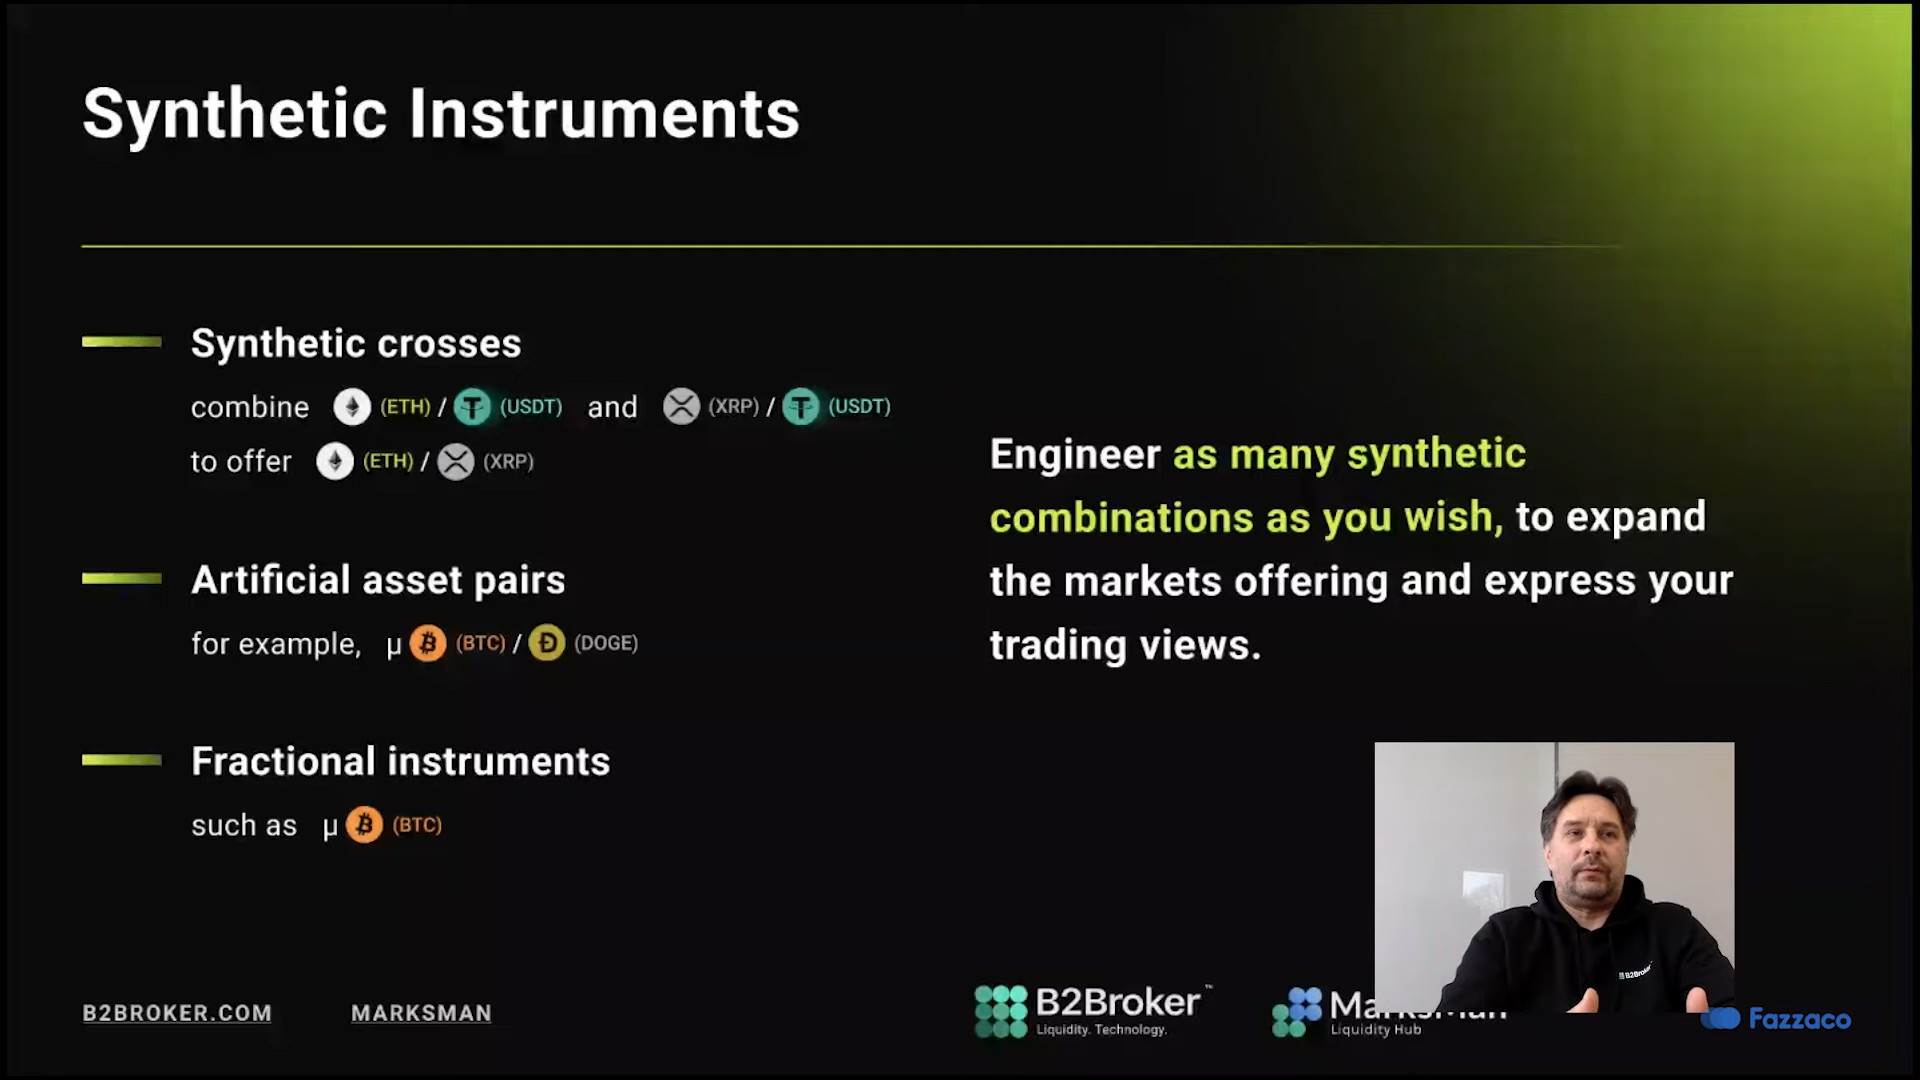 Synthetic Instruments
Synthetic crosses
combine (ETH) / (USDT) and (XRP) / (USDT)
to offer (ETH) / (XRP)
Artificial asset pairs
for example, µ (BTC) / (DOGE)
Fractional instruments
such as µ (BTC)
Engineer as many synthetic
combinations as you wish, to expand
the markets offering and express your
trading views.
B2BROKER.COM
MARKSMAN
B2Broker™
Liquidity. Technology.
Marksman
Liquidity Hub
B2Broker
Fazzaco